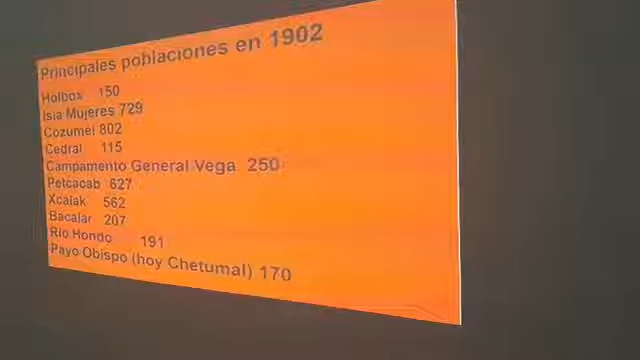 Principales poblaciones en 1902
Holbox 150
Isla Mujeres 729
Cozumel 802
Cedral 115
Campamento General Vega 250
Petcacab 627
Xcalak 562
Bacalar 207
Rio Hondo 191
Payo Obispo (hoy Chetumal) 170